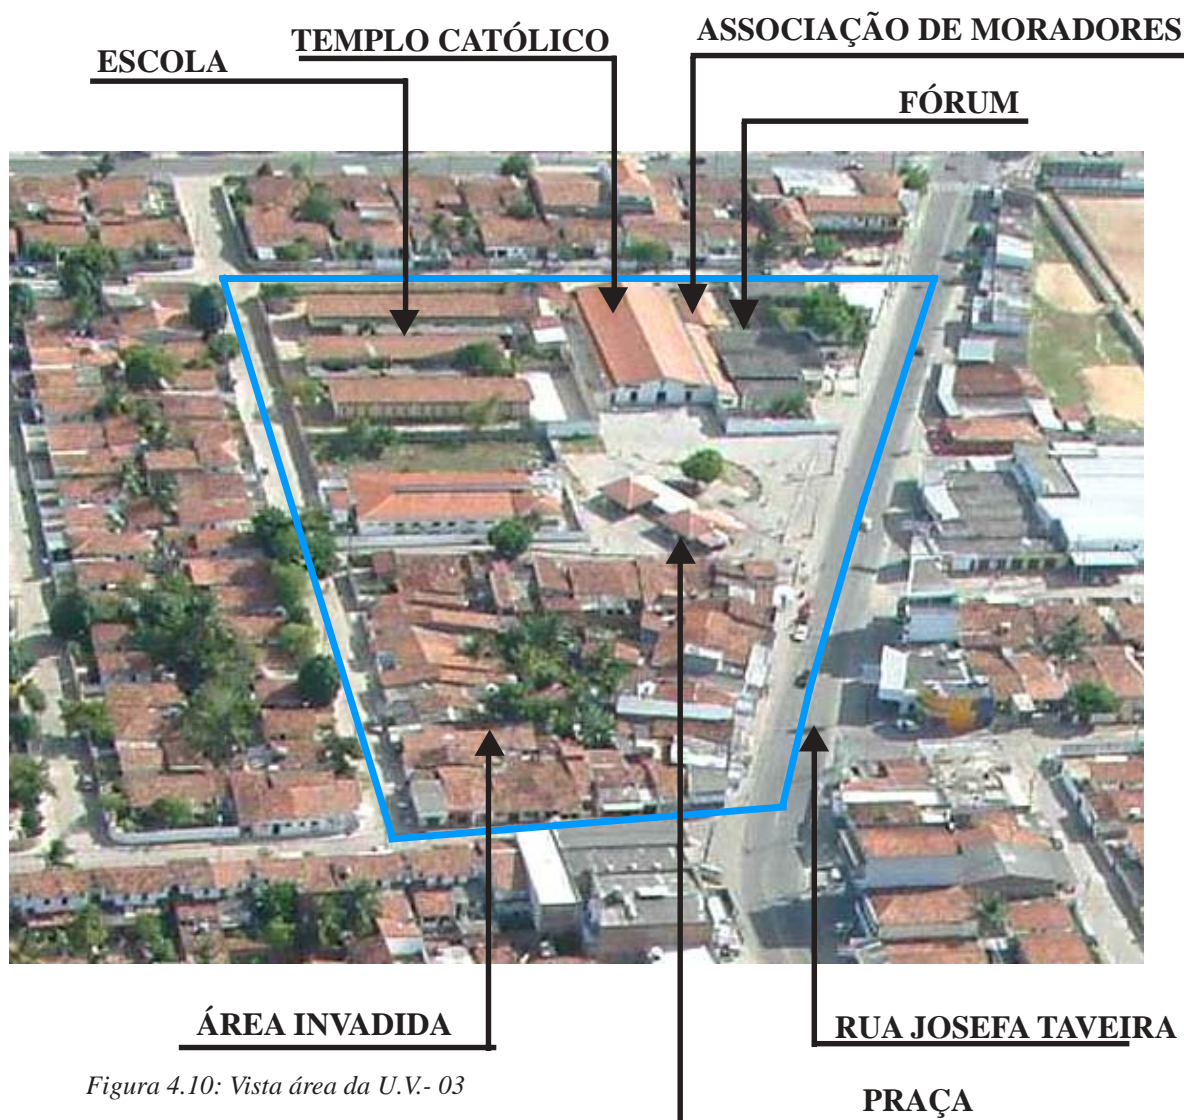 ASSOCIAÇÃO DE MORADORES
TEMPLO CATÓLICO
ESCOLA
FÓRUM
ÁREA INVADIDA
RUA JOSEFA TAVEIRA
Figura 4.10: Vista área da U.V.- 03
PRAÇA